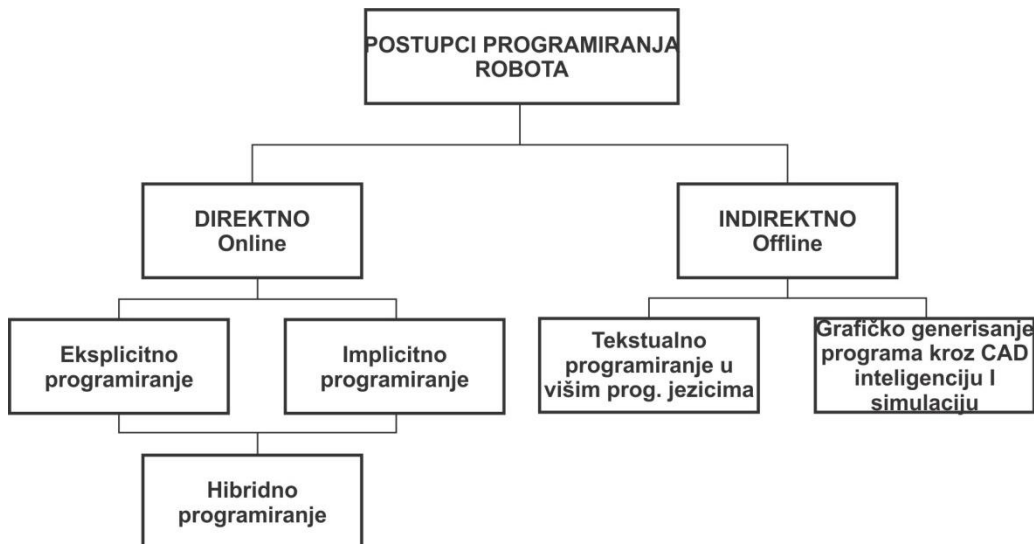 POSTUPCI PROGRAMIRANJA
ROBOTA
DIREKTNO
Online
INDIREKTNO
Offline
Eksplicitno
programiranje
Implicitno
programiranje
Tekstualno
programiranje u
višim prog. jezicima
Grafičko generisanje
programa kroz CAD
inteligenciju I
simulaciju
Hibridno
programiranje